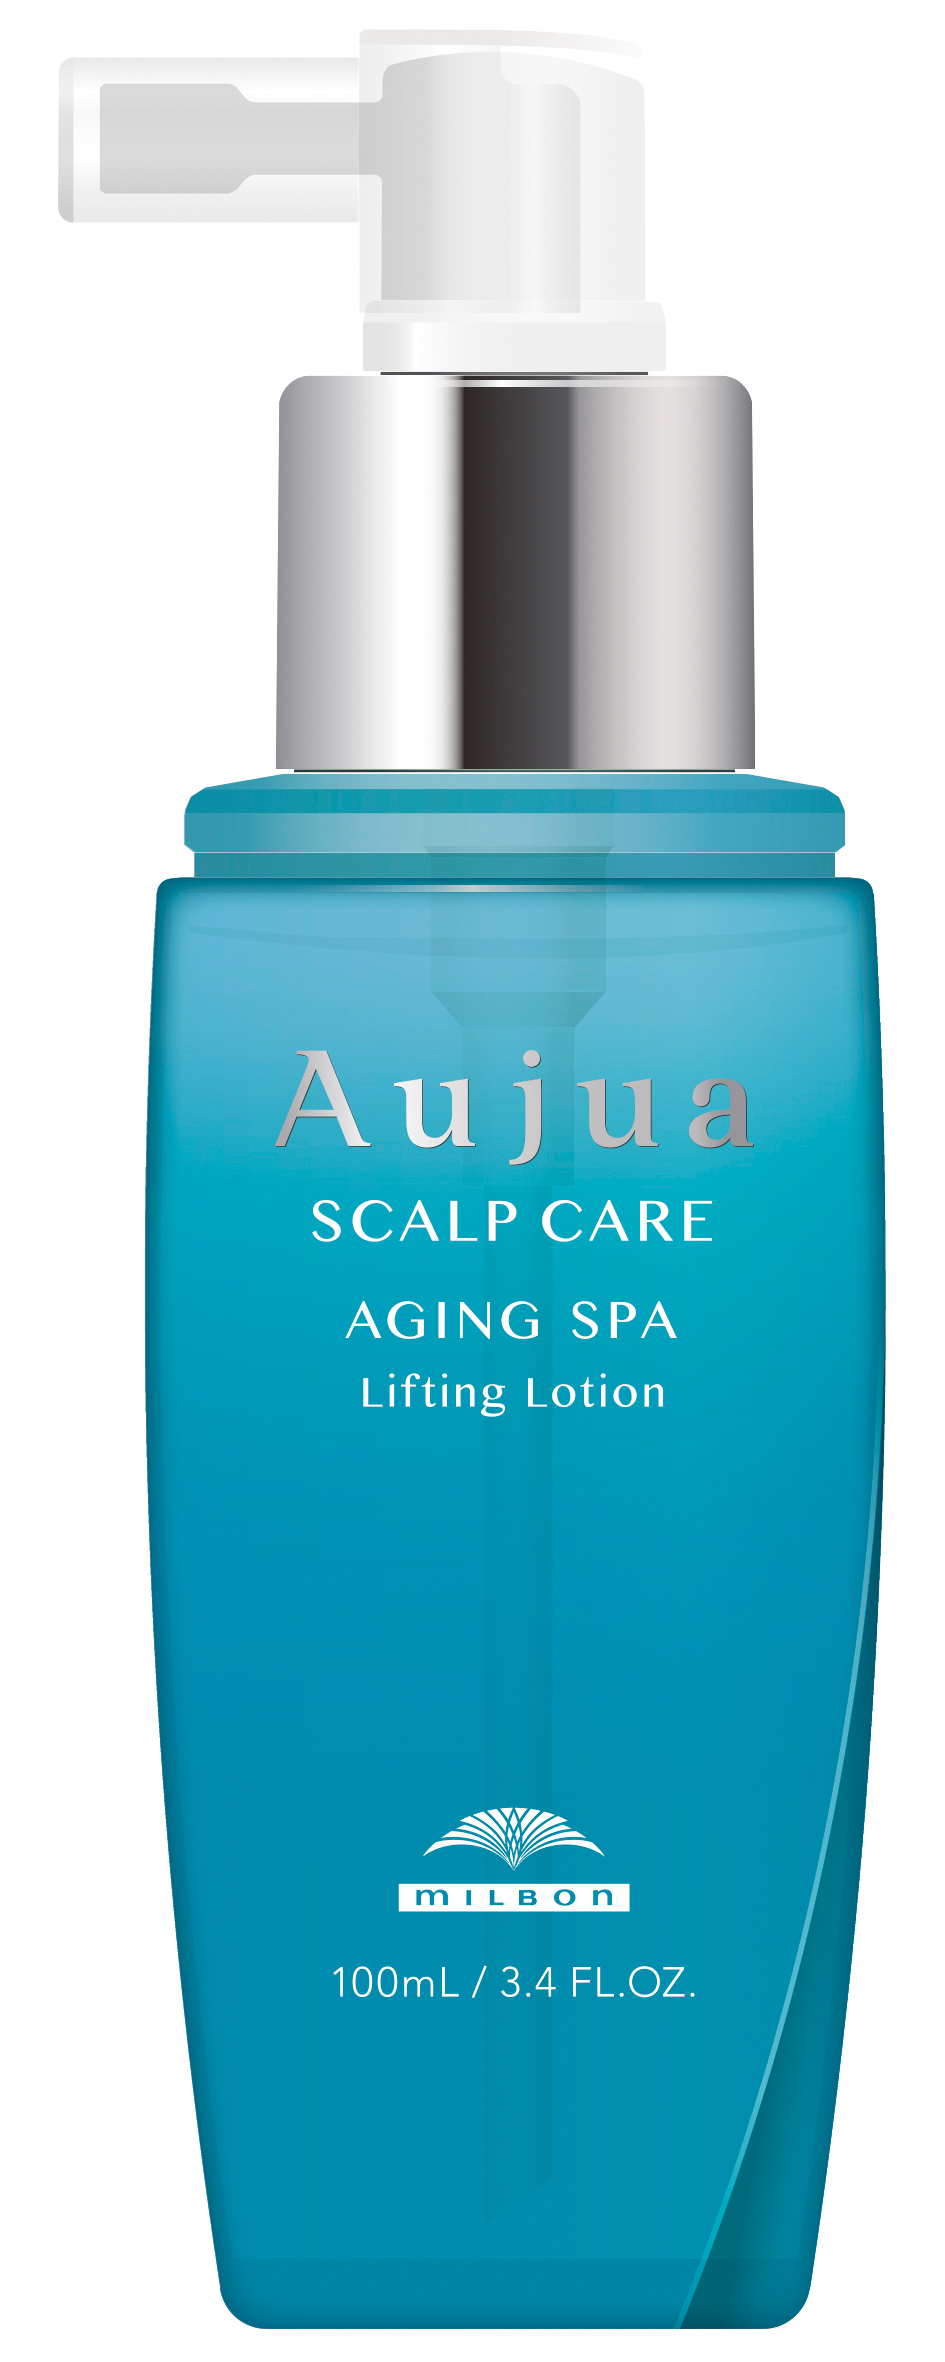 Aujua
SCALP CARE
AGING SPA
Lifting Lotion
MILBON
100mL / 3.4 FL.OZ.